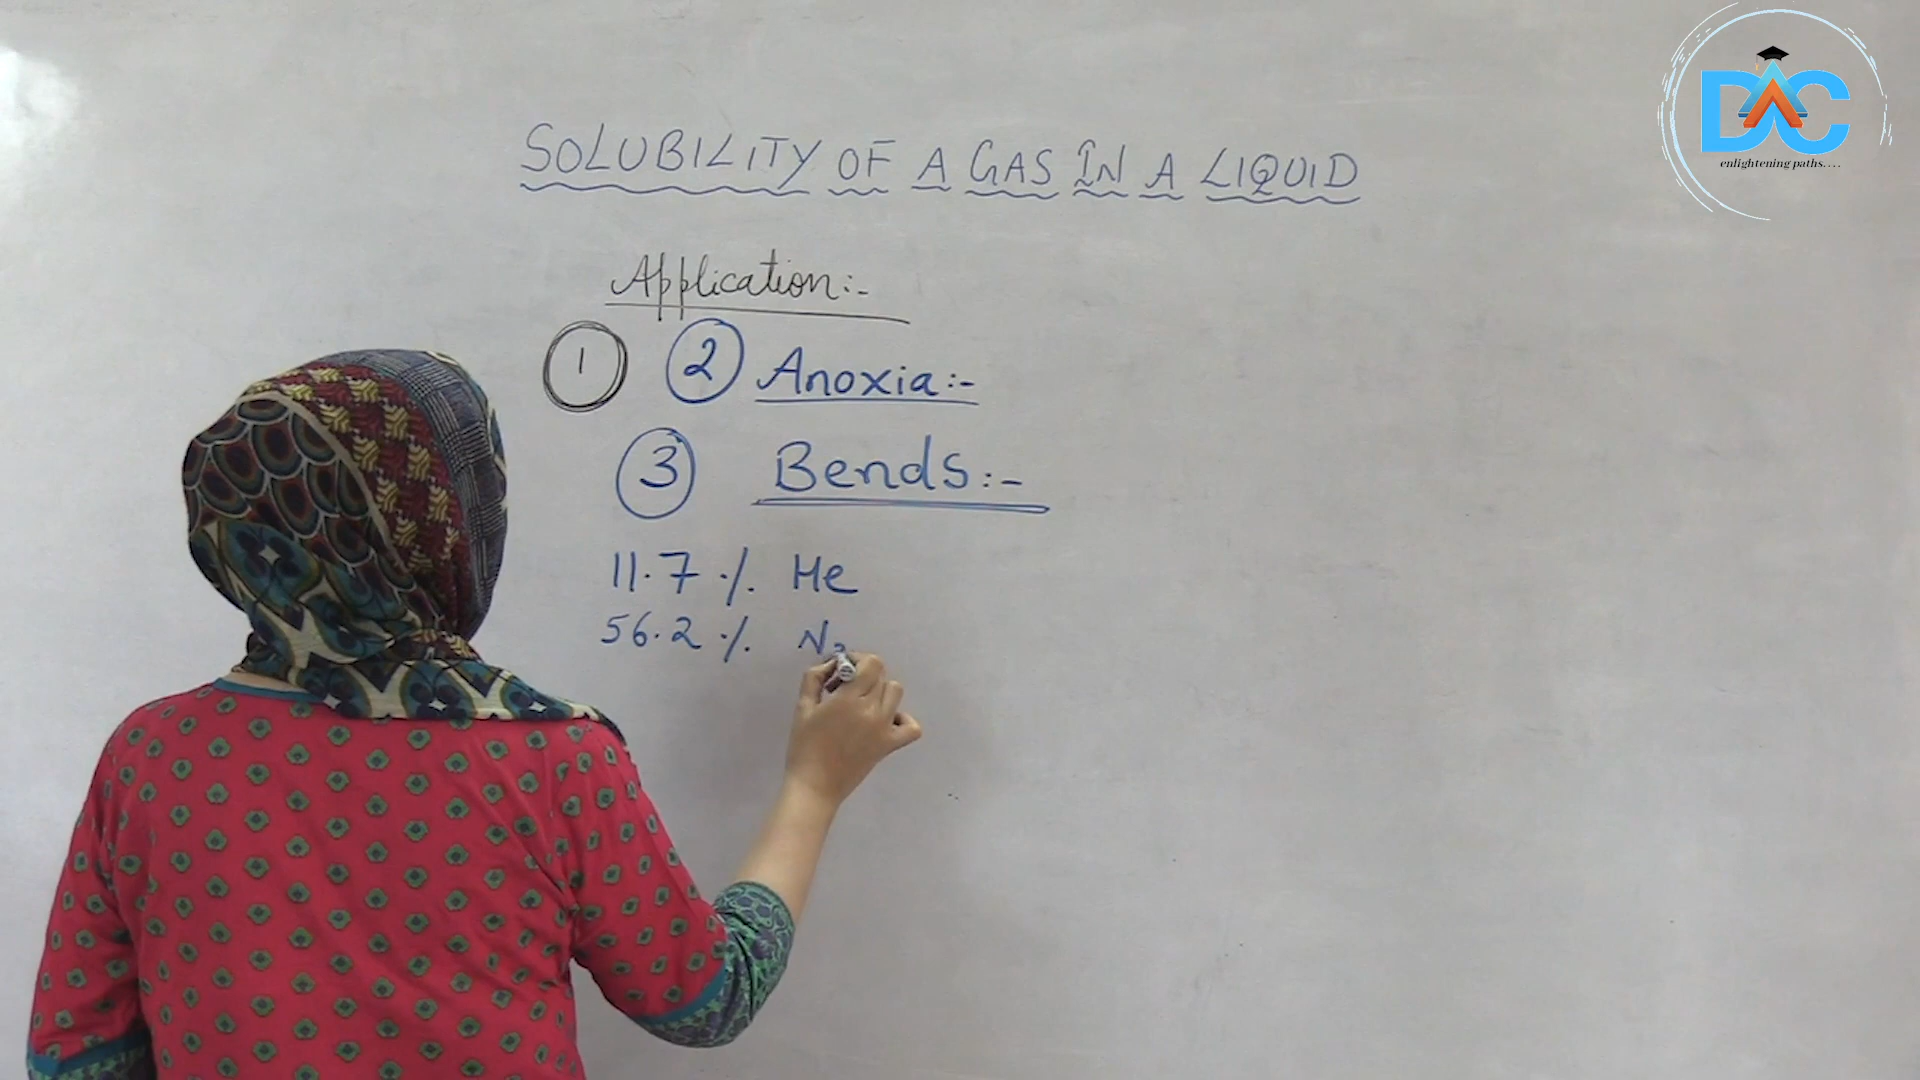 SOLUBILITY OF A GAS IN A LIQUID
Application:-
1 2 Anoxia:-
3 Bends:-
11.7 % He
56.2 % N2
DAC
enlightening paths....